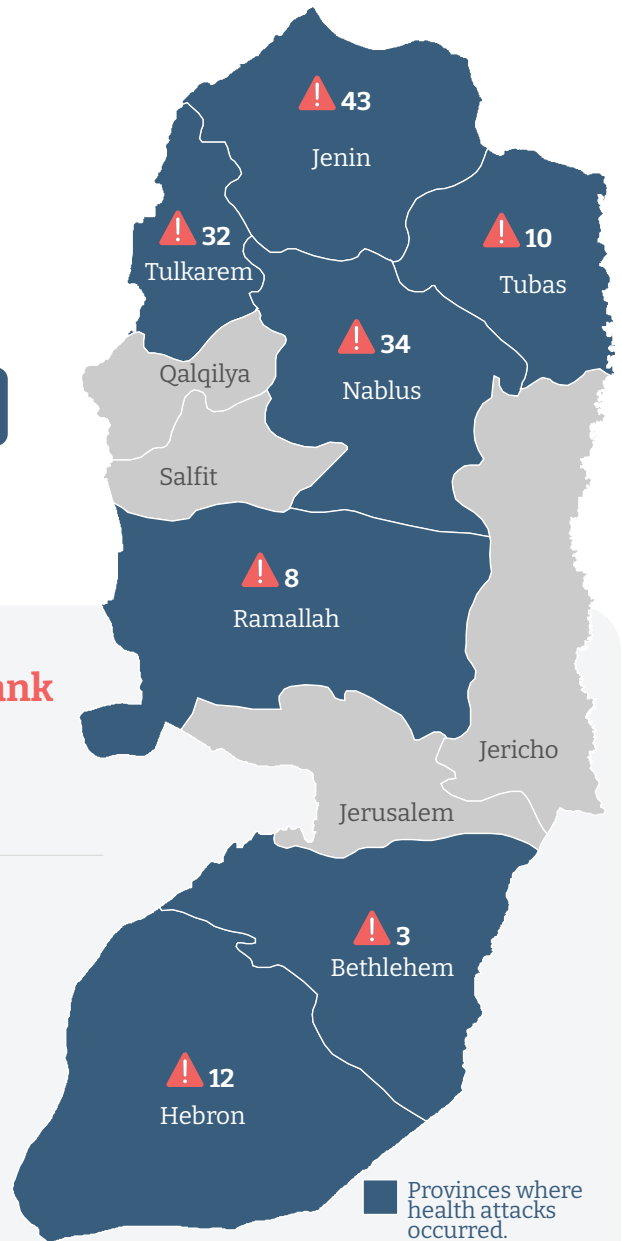 43
Jenin
32
Tulkarem
10
Tubas
34
Nablus
Qalqilya
Salfit
8
Ramallah
Jericho
Jerusalem
3
Bethlehem
12
Hebron
Provinces where
health attacks
occurred.